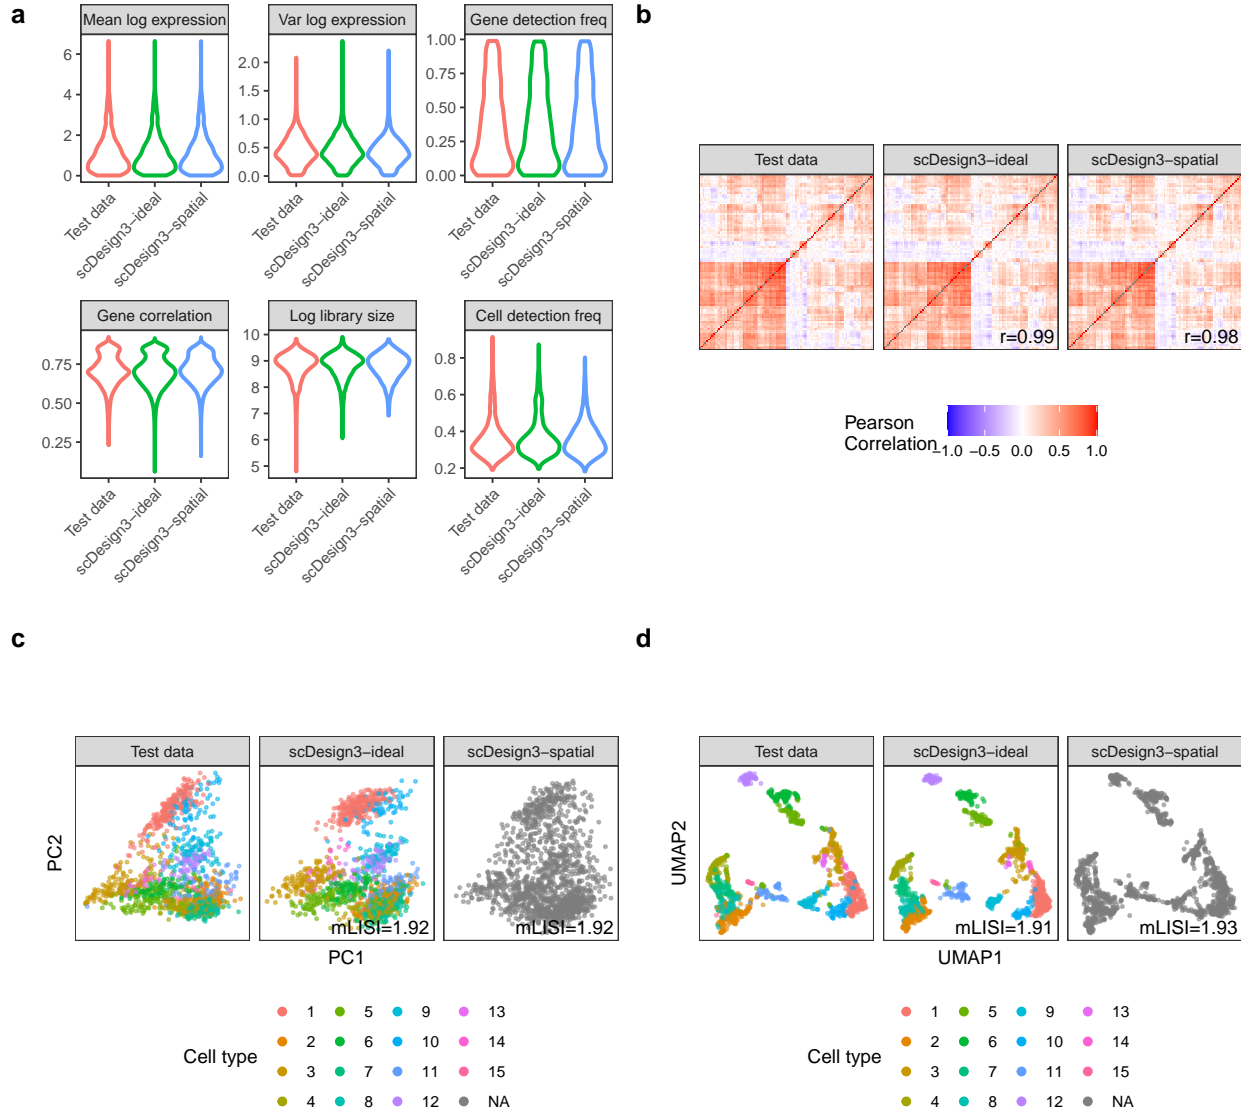 a
Mean log expression
Var log expression
Gene detection freq
6
4
2
0
2.0
1.5
1.0
0.5
0.0
1.00
0.75
0.50
0.25
0.00
Test data
scDesign3−ideal
scDesign3−spatial
Test data
scDesign3−ideal
scDesign3−spatial
Test data
scDesign3−ideal
scDesign3−spatial
Gene correlation
Log library size
Cell detection freq
0.75
0.50
0.25
10
9
8
7
6
5
0.8
0.6
0.4
0.2
Test data
scDesign3−ideal
scDesign3−spatial
Test data
scDesign3−ideal
scDesign3−spatial
Test data
scDesign3−ideal
scDesign3−spatial
b
Test data
scDesign3−ideal
scDesign3−spatial
r=0.99
r=0.98
Pearson
Correlation
−1.0 −0.5 0.0 0.5 1.0
c
Test data
scDesign3−ideal
scDesign3−spatial
PC2
mLISI=1.92
mLISI=1.92
PC1
Cell type
1 5 9 13
2 6 10 14
3 7 11 15
4 8 12 NA
d
Test data
scDesign3−ideal
scDesign3−spatial
UMAP2
mLISI=1.91
mLISI=1.93
UMAP1
Cell type
1 5 9 13
2 6 10 14
3 7 11 15
4 8 12 NA